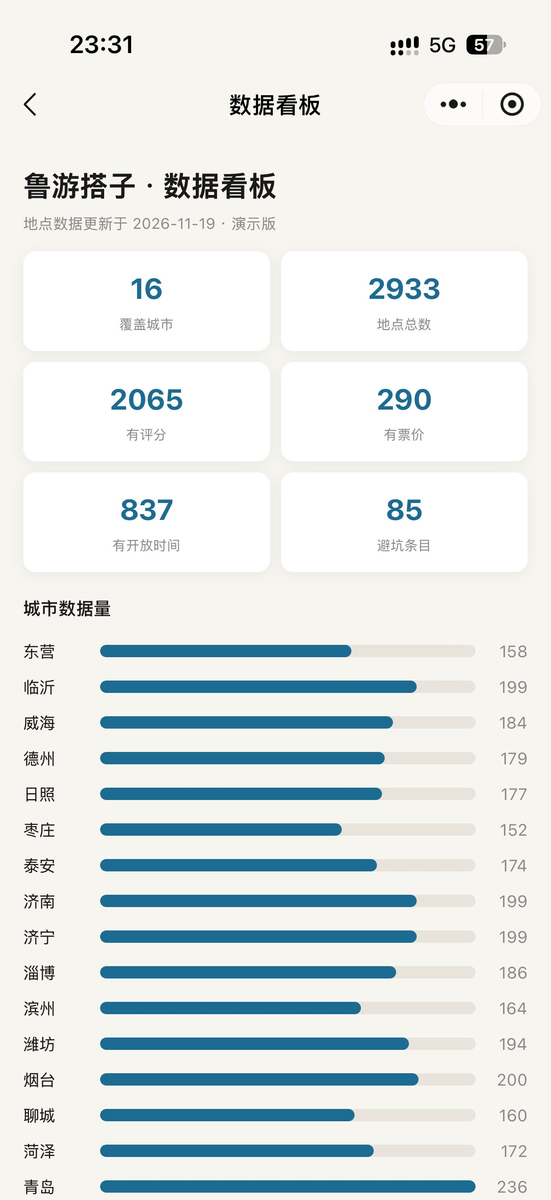 23:31 5G 57
数据看板
鲁游搭子 · 数据看板
地点数据更新于 2026-11-19 · 演示版
16 2933
覆盖城市 地点总数
2065 290
有评分 有票价
837 85
有开放时间 避坑条目
城市数据量
东营 158
临沂 199
威海 184
德州 179
日照 177
枣庄 152
泰安 174
济南 199
济宁 199
淄博 186
滨州 164
潍坊 194
烟台 200
聊城 160
菏泽 172
青岛 236